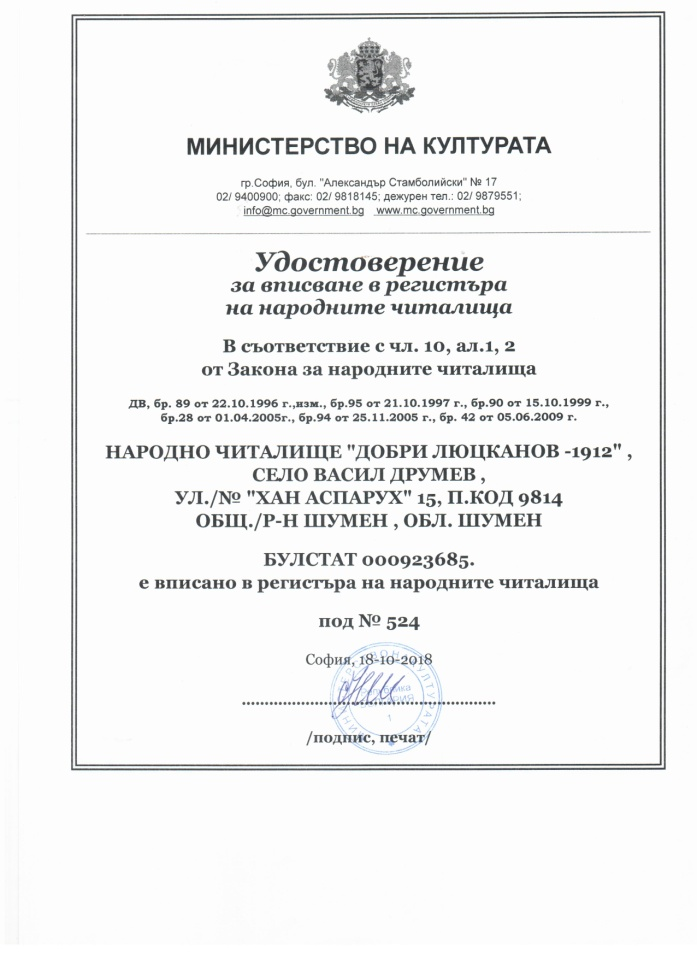 МИНИСТЕРСТВО НА КУЛТУРАТА
гр.София, бул. "Александър Стамболийски" № 17
02/ 9400900; факс: 02/ 9818145; дежурен тел.: 02/ 9879551;
info@mc.government.bg www.mc.government.bg
Удостоверение
за вписване в регистъра
на народните читалища
В съответствие с чл. 10, ал.1, 2
от Закона за народните читалища
ДВ, бр. 89 от 22.10.1996 г.,изм., бр.95 от 21.10.1997 г., бр.90 от 15.10.1999 г.,
бр.28 от 01.04.2005г., бр.94 от 25.11.2005 г., бр. 42 от 05.06.2009 г.
НАРОДНО ЧИТАЛИЩЕ "ДОБРИ ЛЮЦКАНОВ -1912" ,
СЕЛО ВАСИЛ ДРУМЕВ ,
УЛ./№ "ХАН АСПАРУХ" 15, П.КОД 9814
ОБЩ./Р-Н ШУМЕН , ОБЛ. ШУМЕН
БУЛСТАТ 000923685.
е вписано в регистъра на народните читалища
под № 524
София, 18-10-2018
/подпис, печат/